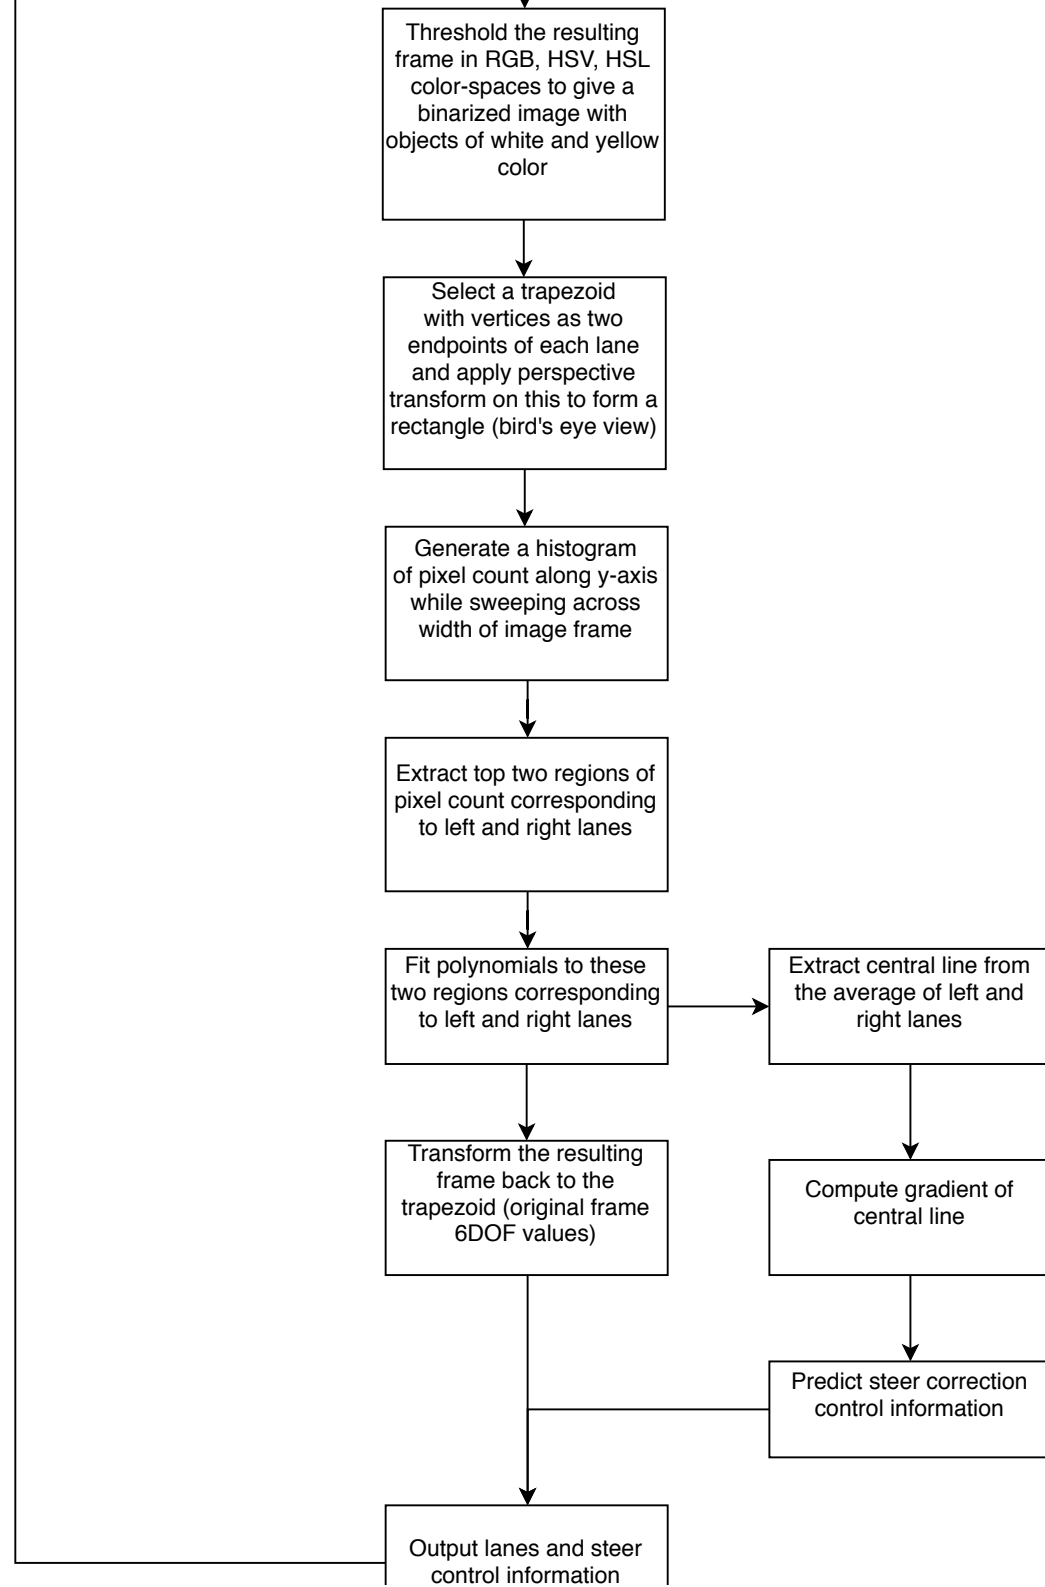 Threshold the resulting
frame in RGB, HSV, HSL
color-spaces to give a
binarized image with
objects of white and yellow
color
Select a trapezoid
with vertices as two
endpoints of each lane
and apply perspective
transform on this to form a
rectangle (bird's eye view)
Generate a histogram
of pixel count along y-axis
while sweeping across
width of image frame
Extract top two regions of
pixel count corresponding
to left and right lanes
Fit polynomials to these
two regions corresponding
to left and right lanes
Extract central line from
the average of left and
right lanes
Transform the resulting
frame back to the
trapezoid (original frame
6DOF values)
Compute gradient of
central line
Predict steer correction
control information
Output lanes and steer
control information